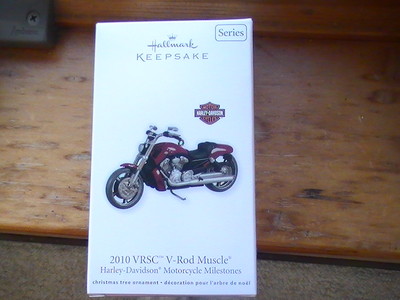 Series
Hallmark
KEEPSAKE
HARLEY-DAVIDSON
2010 VRSC™ V-Rod Muscle®
Harley-Davidson® Motorcycle Milestones
christmas tree ornament • décoration pour l'arbre de noël